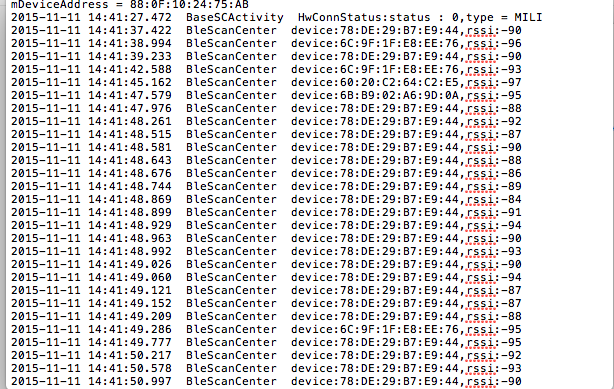 mDeviceAddress = 88:0F:10:24:75:AB
2015-11-11 14:41:27.472 BaseSCActivity HwConnStatus:status : 0,type = MILI
2015-11-11 14:41:37.422 BleScanCenter device:78:DE:29:B7:E9:44,rssi:-90
2015-11-11 14:41:38.994 BleScanCenter device:6C:9F:1F:E8:EE:76,rssi:-96
2015-11-11 14:41:39.233 BleScanCenter device:78:DE:29:B7:E9:44,rssi:-90
2015-11-11 14:41:42.588 BleScanCenter device:6C:9F:1F:E8:EE:76,rssi:-93
2015-11-11 14:41:45.162 BleScanCenter device:60:20:C2:64:C2:E5,rssi:-97
2015-11-11 14:41:47.579 BleScanCenter device:6B:B9:02:A6:9D:0A,rssi:-95
2015-11-11 14:41:47.976 BleScanCenter device:78:DE:29:B7:E9:44,rssi:-88
2015-11-11 14:41:48.261 BleScanCenter device:78:DE:29:B7:E9:44,rssi:-92
2015-11-11 14:41:48.515 BleScanCenter device:78:DE:29:B7:E9:44,rssi:-87
2015-11-11 14:41:48.581 BleScanCenter device:78:DE:29:B7:E9:44,rssi:-90
2015-11-11 14:41:48.643 BleScanCenter device:78:DE:29:B7:E9:44,rssi:-88
2015-11-11 14:41:48.676 BleScanCenter device:78:DE:29:B7:E9:44,rssi:-86
2015-11-11 14:41:48.744 BleScanCenter device:78:DE:29:B7:E9:44,rssi:-89
2015-11-11 14:41:48.869 BleScanCenter device:78:DE:29:B7:E9:44,rssi:-84
2015-11-11 14:41:48.899 BleScanCenter device:78:DE:29:B7:E9:44,rssi:-91
2015-11-11 14:41:48.929 BleScanCenter device:78:DE:29:B7:E9:44,rssi:-94
2015-11-11 14:41:48.963 BleScanCenter device:78:DE:29:B7:E9:44,rssi:-90
2015-11-11 14:41:48.992 BleScanCenter device:78:DE:29:B7:E9:44,rssi:-93
2015-11-11 14:41:49.026 BleScanCenter device:78:DE:29:B7:E9:44,rssi:-90
2015-11-11 14:41:49.060 BleScanCenter device:78:DE:29:B7:E9:44,rssi:-94
2015-11-11 14:41:49.121 BleScanCenter device:78:DE:29:B7:E9:44,rssi:-87
2015-11-11 14:41:49.152 BleScanCenter device:78:DE:29:B7:E9:44,rssi:-87
2015-11-11 14:41:49.209 BleScanCenter device:78:DE:29:B7:E9:44,rssi:-88
2015-11-11 14:41:49.286 BleScanCenter device:6C:9F:1F:E8:EE:76,rssi:-95
2015-11-11 14:41:49.777 BleScanCenter device:78:DE:29:B7:E9:44,rssi:-95
2015-11-11 14:41:50.217 BleScanCenter device:78:DE:29:B7:E9:44,rssi:-92
2015-11-11 14:41:50.578 BleScanCenter device:78:DE:29:B7:E9:44,rssi:-93
2015-11-11 14:41:50.997 BleScanCenter device:78:DE:29:B7:E9:44,rssi:-90